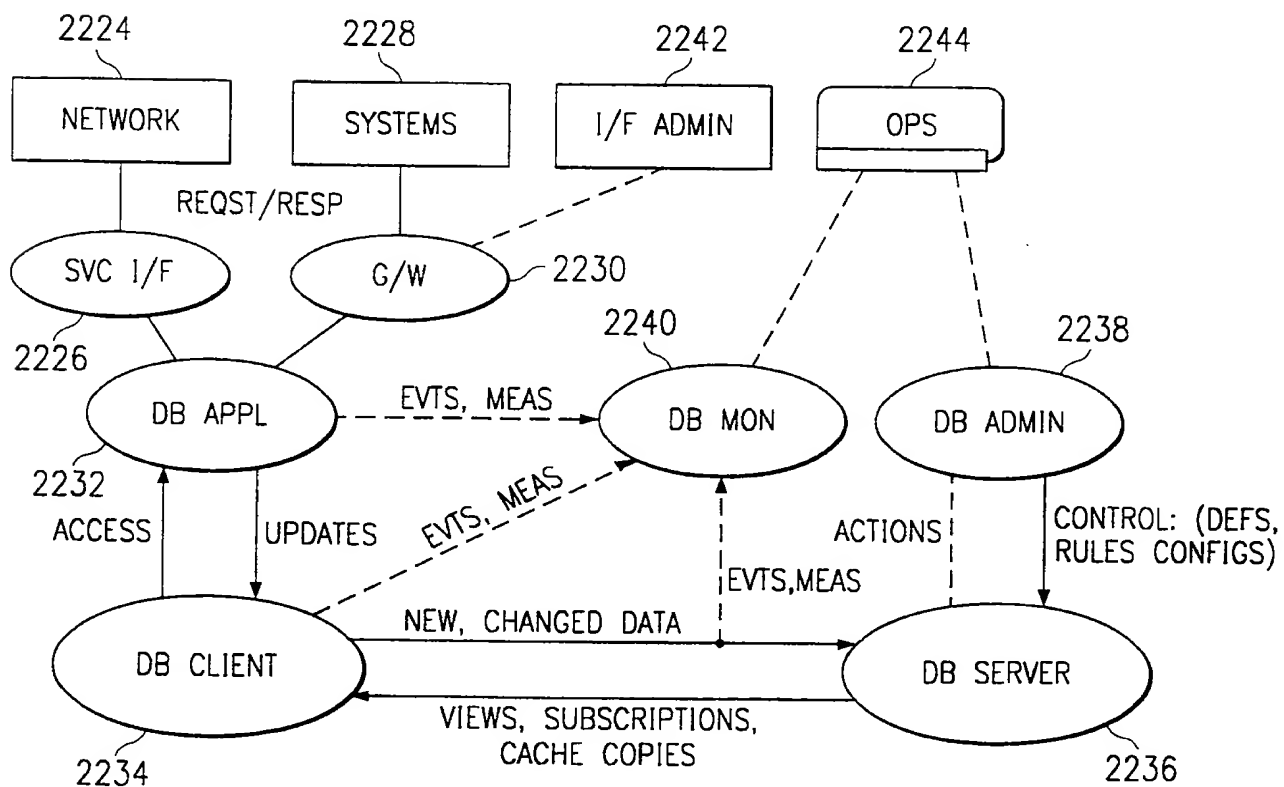 2224
2228
2242
2244
NETWORK
SYSTEMS
I/F ADMIN
OPS
REQST/RESP
SVC I/F
G/W
2230
2226
2240
2238
DB APPL
EVTS, MEAS
DB MON
DB ADMIN
2232
ACCESS
UPDATES
EVTS, MEAS
ACTIONS
CONTROL: (DEFS,
RULES CONFIGS)
EVTS,MEAS
NEW, CHANGED DATA
DB CLIENT
DB SERVER
VIEWS, SUBSCRIPTIONS,
CACHE COPIES
2234
2236